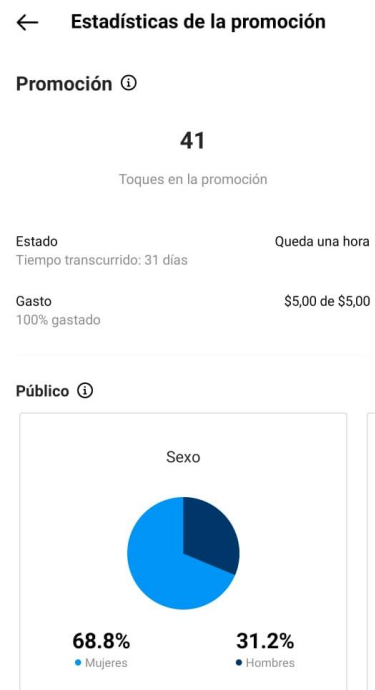 Estadísticas de la promoción
Promoción
41
Toques en la promoción
Estado
Queda una hora
Tiempo transcurrido: 31 días
Gasto
$5,00 de $5,00
100% gastado
Público
Sexo
68.8%
31.2%
Mujeres
Hombres